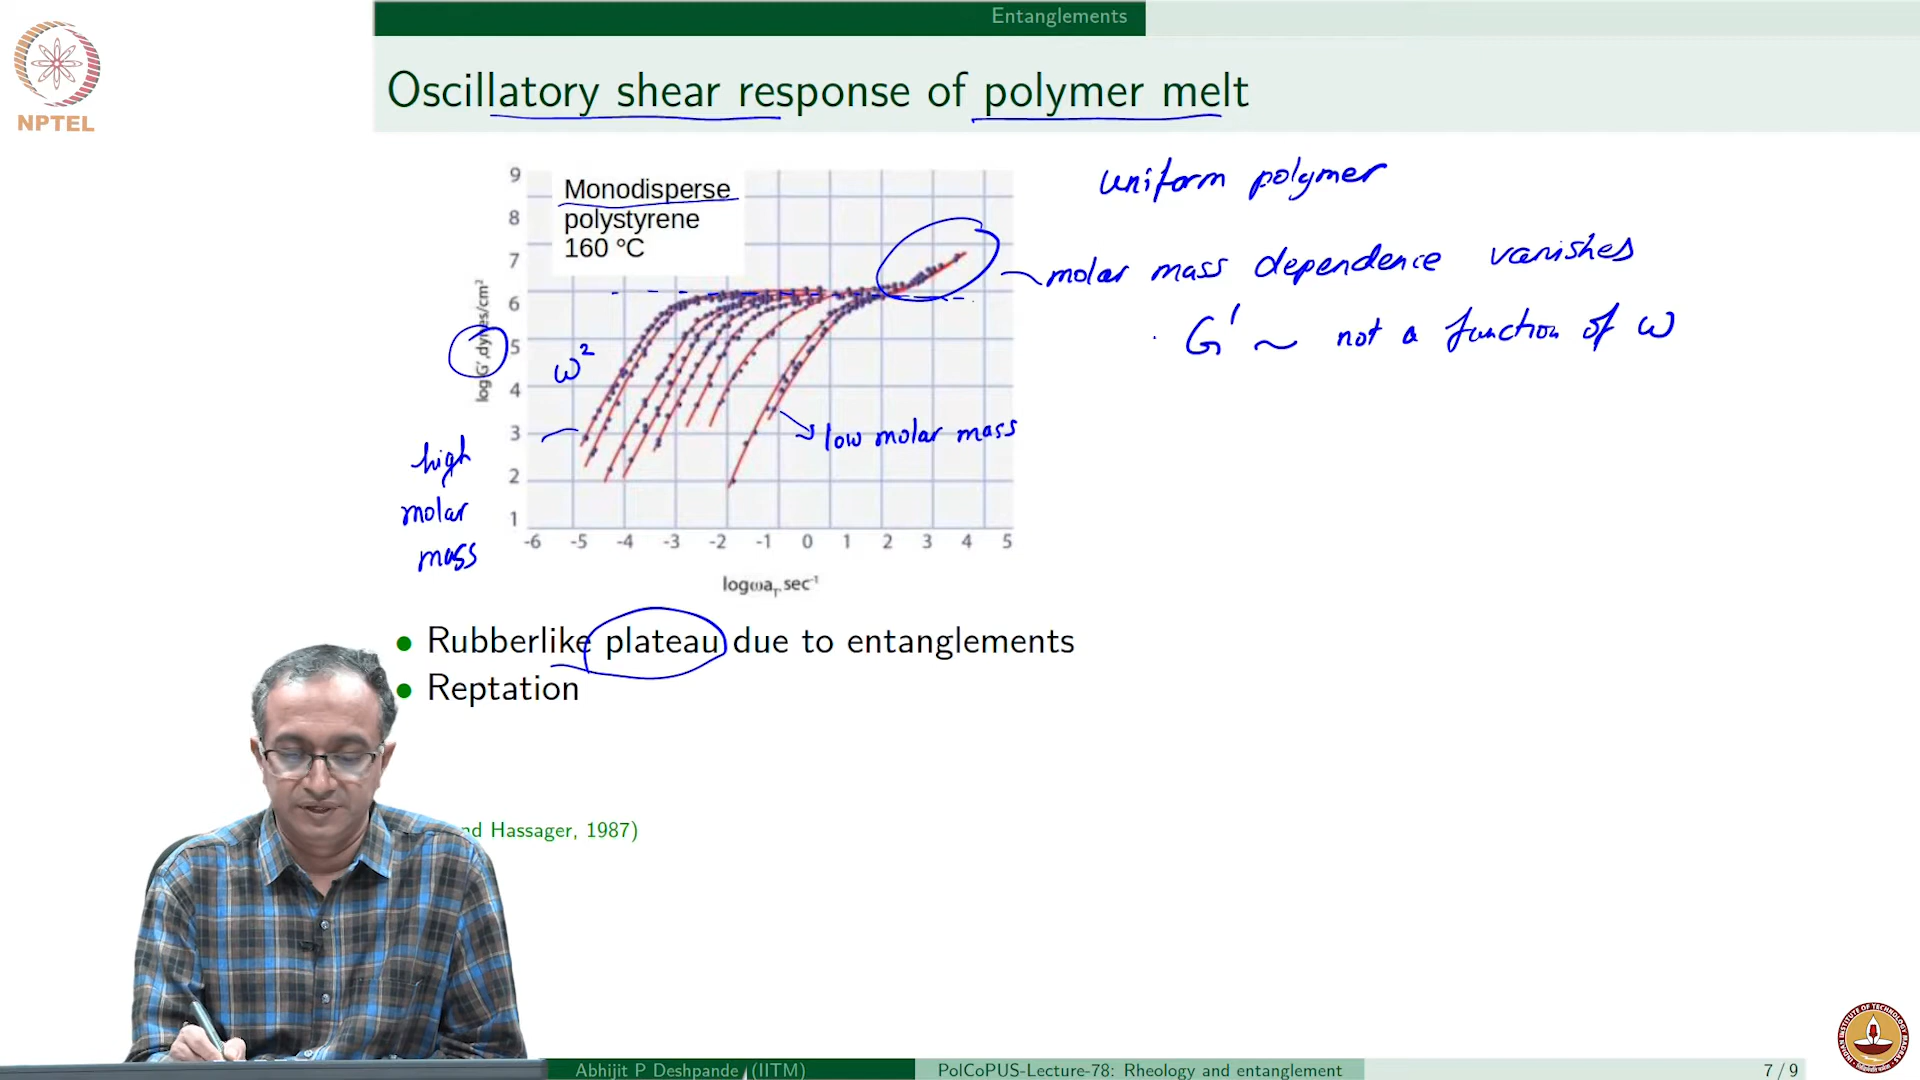 Entanglements
NPTEL
Oscillatory shear response of polymer melt
Monodisperse
polystyrene
160 °C
uniform polymer
molar mass dependence vanishes
G' ~ not a function of ω
ω²
low molar mass
high
molar
mass
log G', dynes/cm²
9
8
7
6
5
4
3
2
1
-6 -5 -4 -3 -2 -1 0 1 2 3 4 5
logωaT, sec⁻¹
• Rubberlike plateau due to entanglements
• Reptation
nd Hassager, 1987)
Abhijit P Deshpande (IITM)
PolCoPUS-Lecture-78: Rheology and entanglement
7 / 9